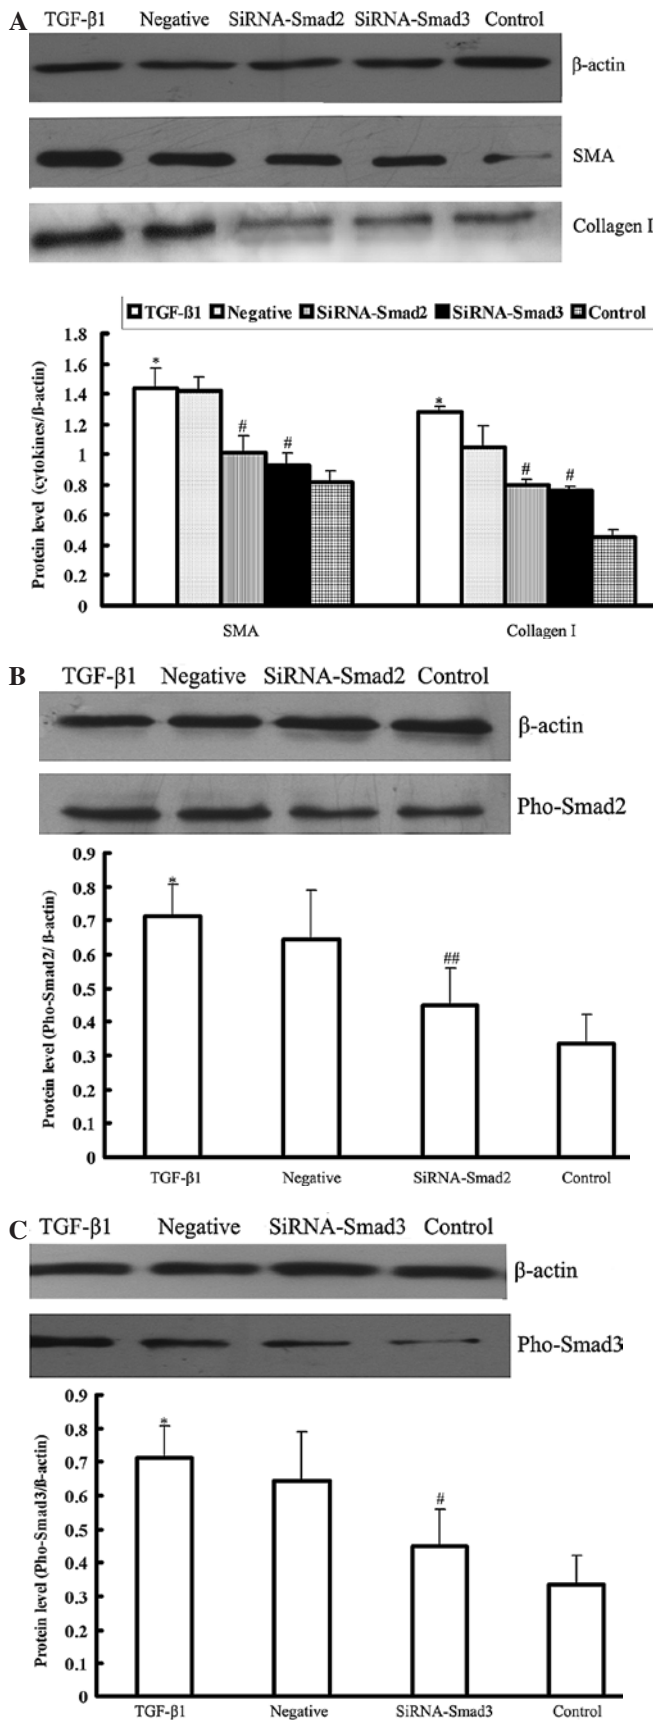 A
TGF-β1 Negative SiRNA-Smad2 SiRNA-Smad3 Control
β-actin
SMA
Collagen I
TGF-ß1 Negative SiRNA-Smad2 SiRNA-Smad3 Control
Protein level (cytokines/ß-actin)
1.8
1.6
1.4
1.2
1
0.8
0.6
0.4
0.2
0
*
#
#
*
#
#
SMA Collagen I
B
TGF-β1 Negative SiRNA-Smad2 Control
β-actin
Pho-Smad2
Protein level (Pho-Smad2/ ß-actin)
0.9
0.8
0.7
0.6
0.5
0.4
0.3
0.2
0.1
0
*
##
TGF-β1 Negative SiRNA-Smad2 Control
C
TGF-β1 Negative SiRNA-Smad3 Control
β-actin
Pho-Smad3
Protein level (Pho-Smad3/ß-actin)
0.9
0.8
0.7
0.6
0.5
0.4
0.3
0.2
0.1
0
*
#
TGF-β1 Negative SiRNA-Smad3 Control